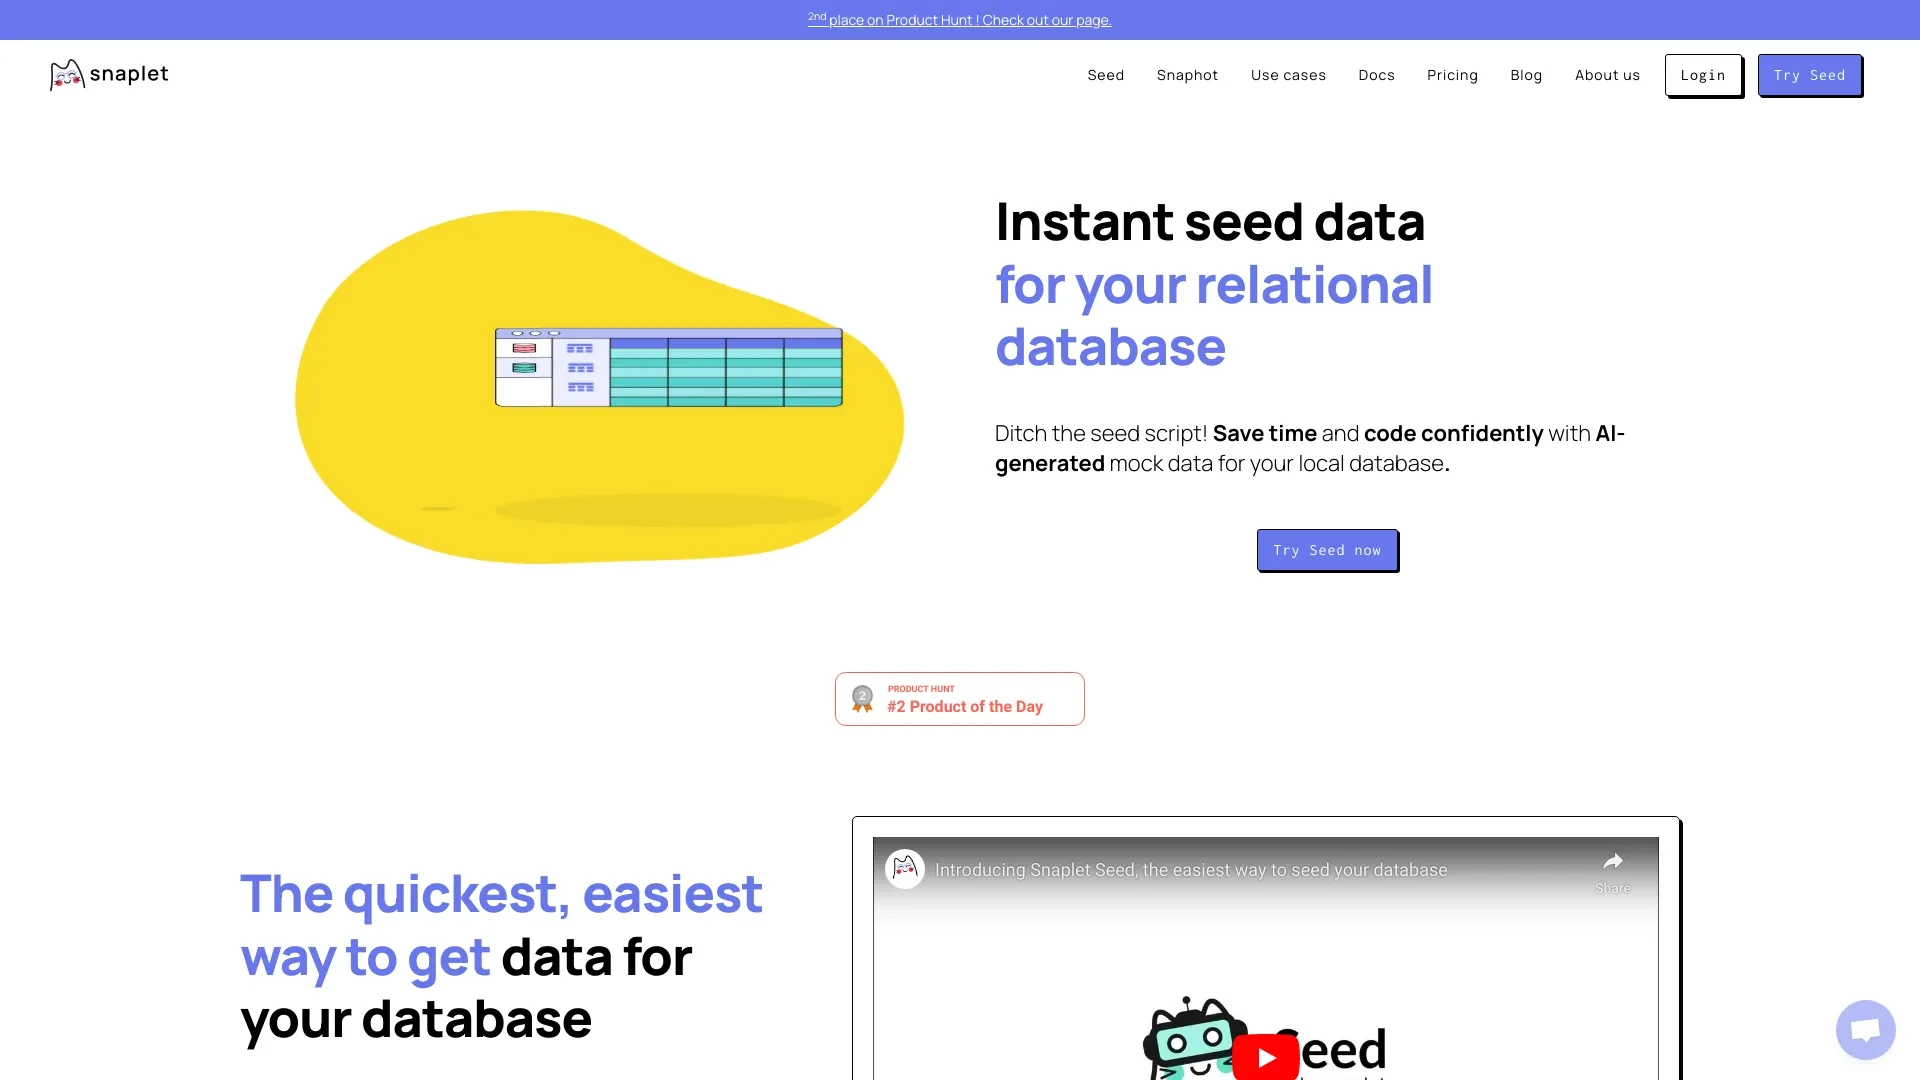 2nd place on Product Hunt ! Check out our page.
snaplet
Seed
Snaphot
Use cases
Docs
Pricing
Blog
About us
Login
Try Seed
Instant seed data
for your relational
database
Ditch the seed script! Save time and code confidently with AI-
generated mock data for your local database.
Try Seed now
2
PRODUCT HUNT
#2 Product of the Day
The quickest, easiest
way to get data for
your database
Introducing Snaplet Seed, the easiest way to seed your database
Share
Seed